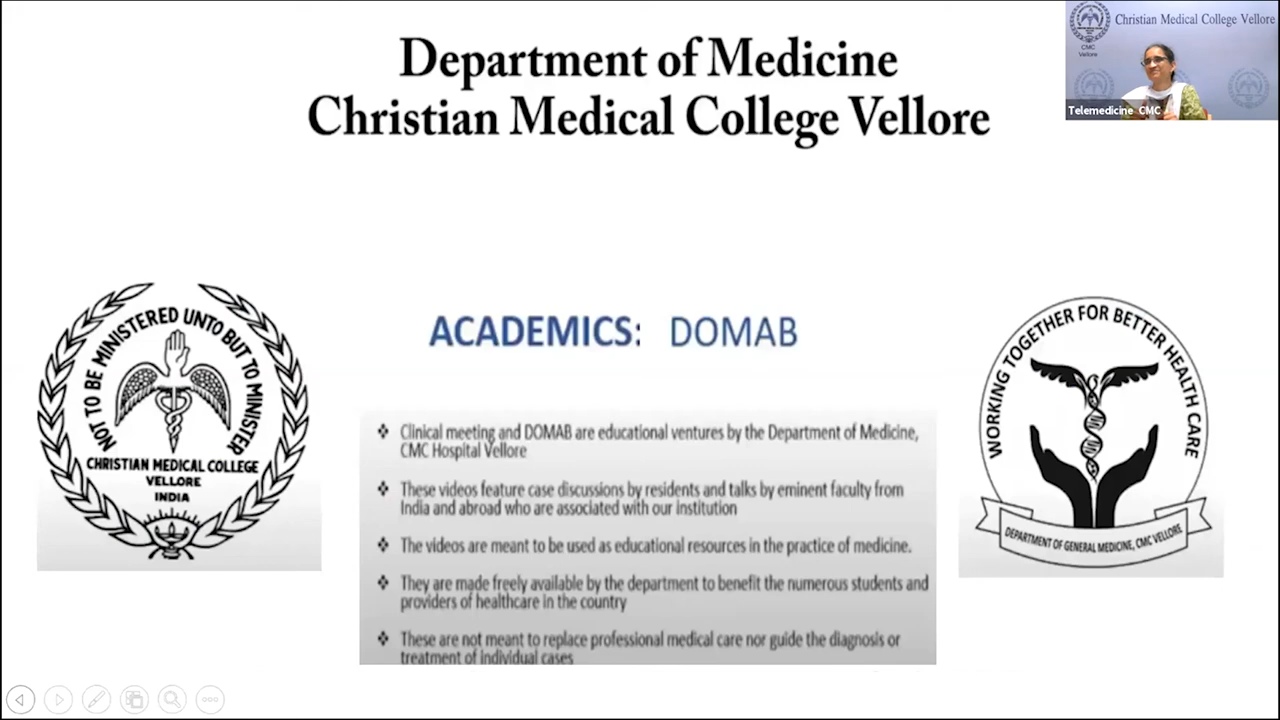 Department of Medicine
Christian Medical College Vellore
Christian Medical College Vellore
CMC
Vellore
Telemedicine CMC
NOT TO BE MINISTERED UNTO BUT TO MINISTER
CHRISTIAN MEDICAL COLLEGE
VELLORE
INDIA
ACADEMICS: DOMAB
❖ Clinical meeting and DOMAB are educational ventures by the Department of Medicine,
CMC Hospital Vellore
❖ These videos feature case discussions by residents and talks by eminent faculty from
India and abroad who are associated with our institution
❖ The videos are meant to be used as educational resources in the practice of medicine.
❖ They are made freely available by the department to benefit the numerous students and
providers of healthcare in the country
❖ These are not meant to replace professional medical care nor guide the diagnosis or
treatment of individual cases
WORKING TOGETHER FOR BETTER HEALTH CARE
DEPARTMENT OF GENERAL MEDICINE, CMC VELLORE